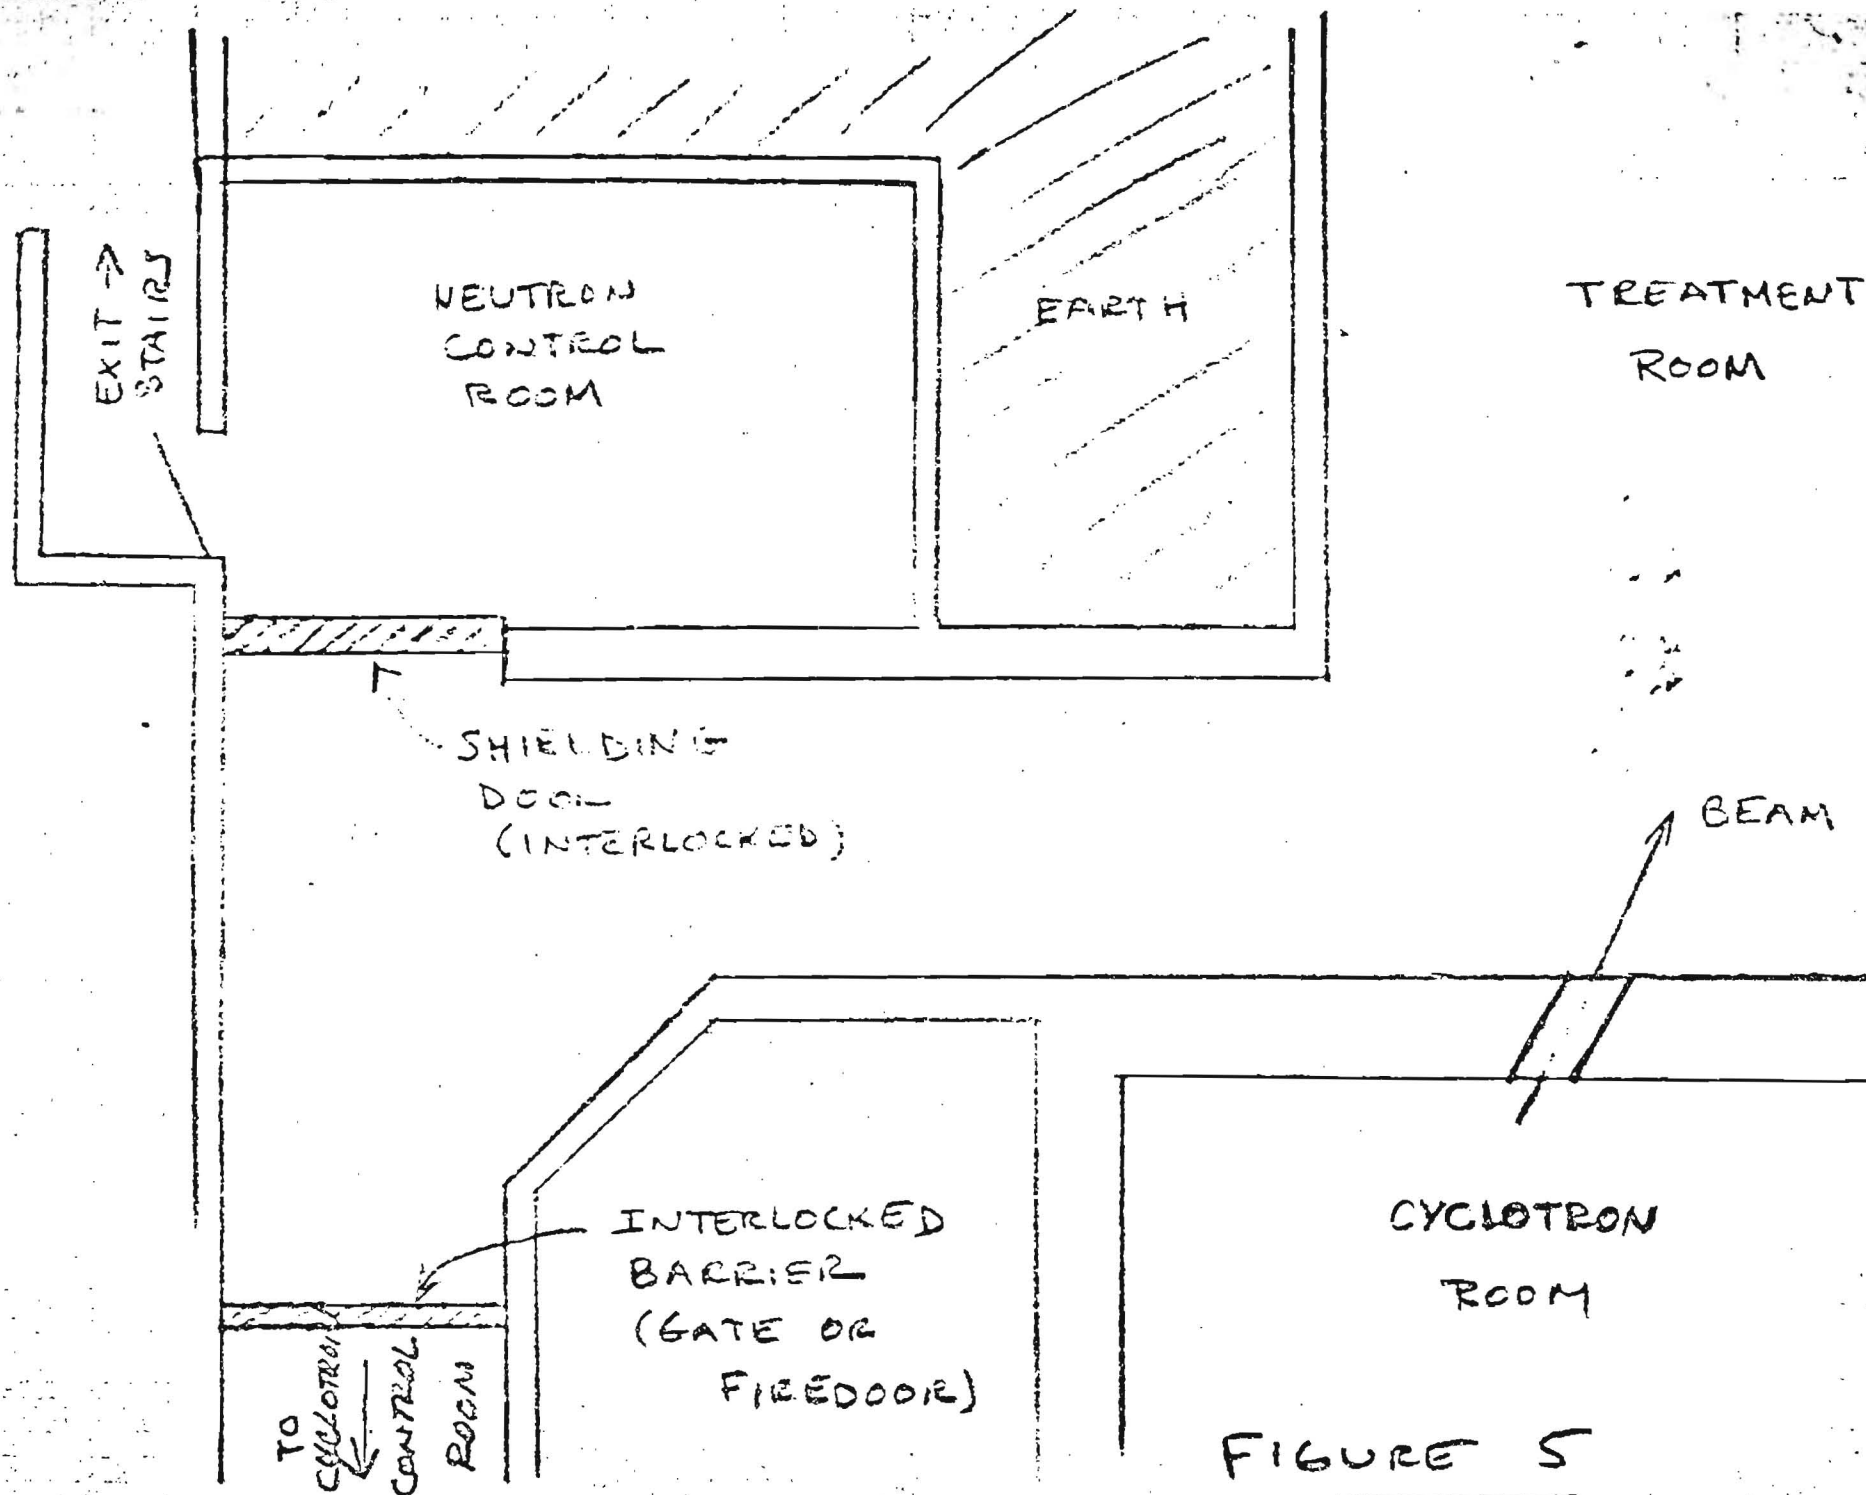 EXIT →
STAIRS
NEUTRON
CONTROL
ROOM
EARTH
TREATMENT
ROOM
SHIELDING
DOOR
(INTERLOCKED)
BEAM
INTERLOCKED
BARRIER
(GATE OR
FIREDOOR)
CYCLOTRON
ROOM
TO
CYCLOTRON
CONTROL
ROOM
FIGURE 5